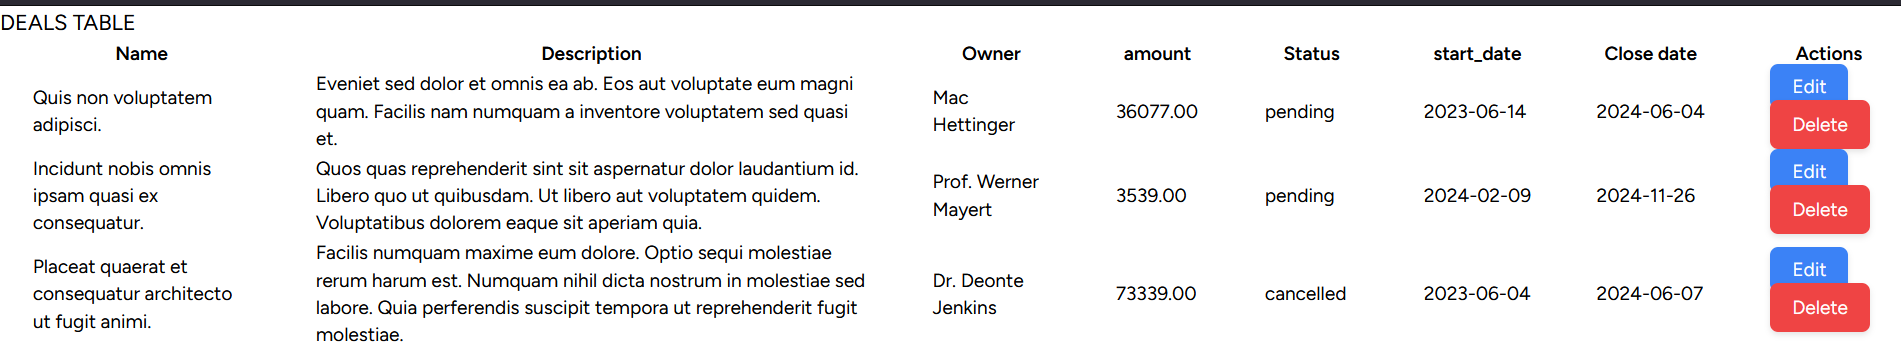 DEALS TABLE
Name Description Owner amount Status start_date Close date Actions
Quis non voluptatem
adipisci.
Eveniet sed dolor et omnis ea ab. Eos aut voluptate eum magni
quam. Facilis nam numquam a inventore voluptatem sed quasi
et.
Mac
Hettinger
36077.00
pending
2023-06-14
2024-06-04
Edit
Delete
Incidunt nobis omnis
ipsam quasi ex
consequatur.
Quos quas reprehenderit sint sit aspernatur dolor laudantium id.
Libero quo ut quibusdam. Ut libero aut voluptatem quidem.
Voluptatibus dolorem eaque sit aperiam quia.
Prof. Werner
Mayert
3539.00
pending
2024-02-09
2024-11-26
Edit
Delete
Placeat quaerat et
consequatur architecto
ut fugit animi.
Facilis numquam maxime eum dolore. Optio sequi molestiae
rerum harum est. Numquam nihil dicta nostrum in molestiae sed
labore. Quia perferendis suscipit tempora ut reprehenderit fugit
molestiae.
Dr. Deonte
Jenkins
73339.00
cancelled
2023-06-04
2024-06-07
Edit
Delete